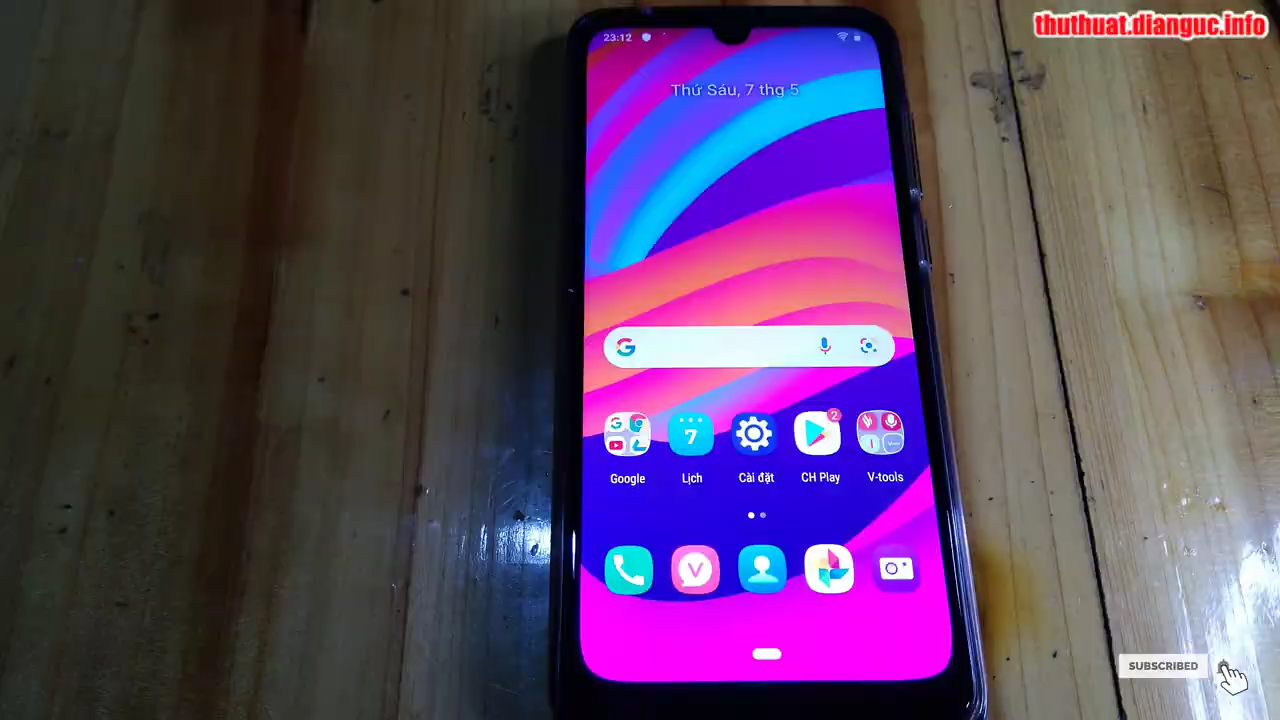 thuthuat.dianguc.info
23:12
Thứ Sáu, 7 thg 5
G
7
2
Google
Lịch
Cài đặt
CH Play
V-tools
V
SUBSCRIBED